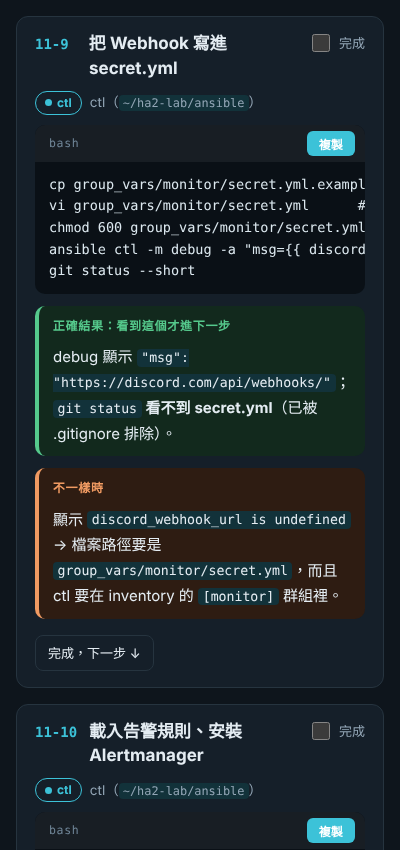 11-9 把 Webhook 寫進 完成
secret.yml
ctl ctl（~/ha2-lab/ansible）
bash 複製
cp group_vars/monitor/secret.yml.exampl
vi group_vars/monitor/secret.yml #
chmod 600 group_vars/monitor/secret.yml
ansible ctl -m debug -a "msg={{ discord
git status --short
正確結果：看到這個才進下一步
debug 顯示 "msg":
"https://discord.com/api/webhooks/"；
git status 看不到 secret.yml（已被
.gitignore 排除）。
不一樣時
顯示 discord_webhook_url is undefined
→ 檔案路徑要是
group_vars/monitor/secret.yml，而且
ctl 要在 inventory 的 [monitor] 群組裡。
完成，下一步 ↓
11-10 載入告警規則、安裝 完成
Alertmanager
ctl ctl（~/ha2-lab/ansible）
bash 複製